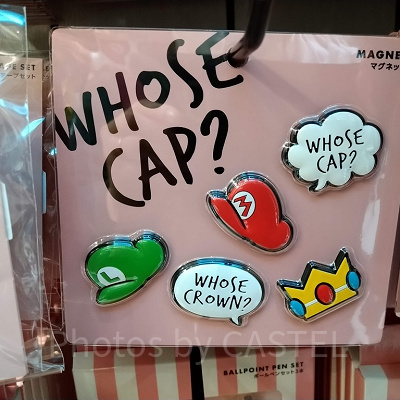 WHOSE
CAP?
MAGNE
マグネッ
WHOSE
CAP?
M
L
WHOSE
CROWN?
Photos by CASTEL
BALLPOINT PEN SET
ボールペンセット